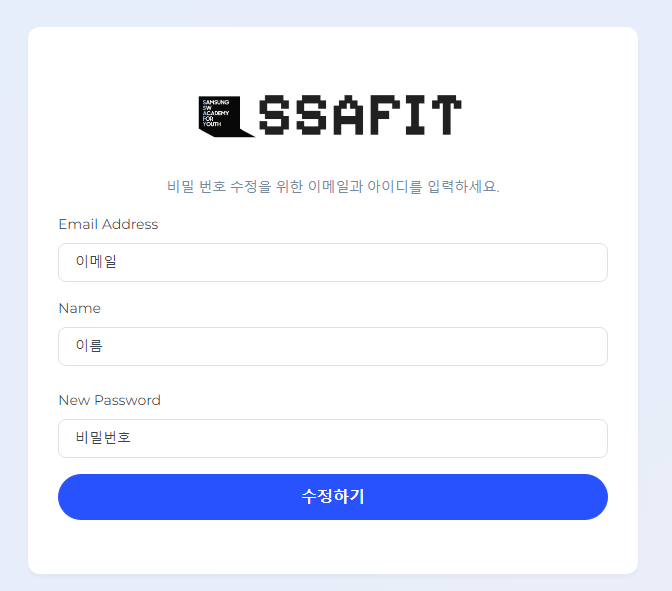 SAMSUNG
SW
ACADEMY
FOR
YOUTH
SSAFIT
비밀 번호 수정을 위한 이메일과 아이디를 입력하세요.
Email Address
이메일
Name
이름
New Password
비밀번호
수정하기